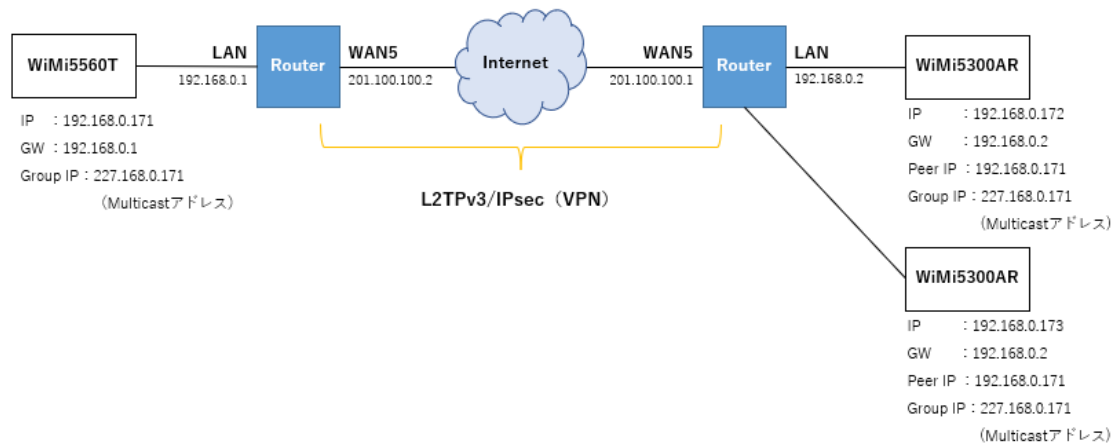 WiMi5560T
IP ：192.168.0.171
GW ：192.168.0.1
Group IP：227.168.0.171
（Multicastアドレス）
LAN
192.168.0.1
Router
WAN5
201.100.100.2
Internet
WAN5
201.100.100.1
Router
LAN
192.168.0.2
L2TPv3/IPsec（VPN）
WiMi5300AR
IP ：192.168.0.172
GW ：192.168.0.2
Peer IP ：192.168.0.171
Group IP：227.168.0.171
（Multicastアドレス）
WiMi5300AR
IP ：192.168.0.173
GW ：192.168.0.2
Peer IP ：192.168.0.171
Group IP：227.168.0.171
（Multicastアドレス）